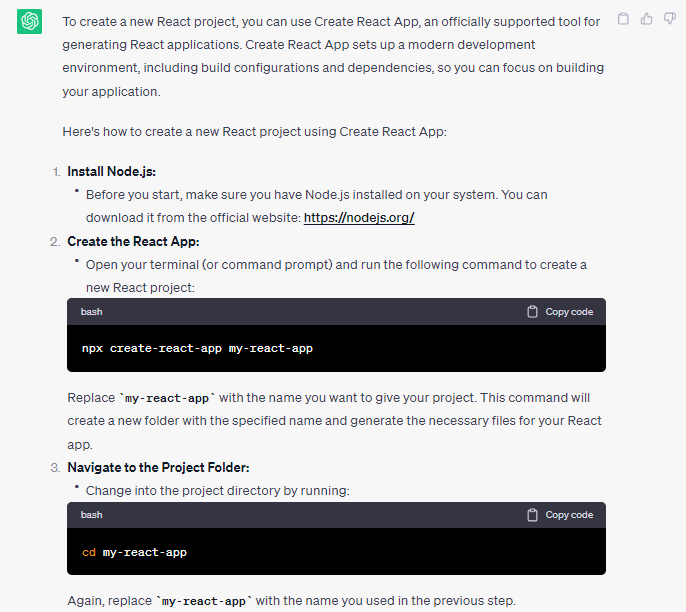 To create a new React project, you can use Create React App, an officially supported tool for
generating React applications. Create React App sets up a modern development
environment, including build configurations and dependencies, so you can focus on building
your application.
Here's how to create a new React project using Create React App:
1. Install Node.js:
• Before you start, make sure you have Node.js installed on your system. You can
download it from the official website: https://nodejs.org/
2. Create the React App:
• Open your terminal (or command prompt) and run the following command to create a
new React project:
bash Copy code
npx create-react-app my-react-app
Replace `my-react-app` with the name you want to give your project. This command will
create a new folder with the specified name and generate the necessary files for your React
app.
3. Navigate to the Project Folder:
• Change into the project directory by running:
bash Copy code
cd my-react-app
Again, replace `my-react-app` with the name you used in the previous step.